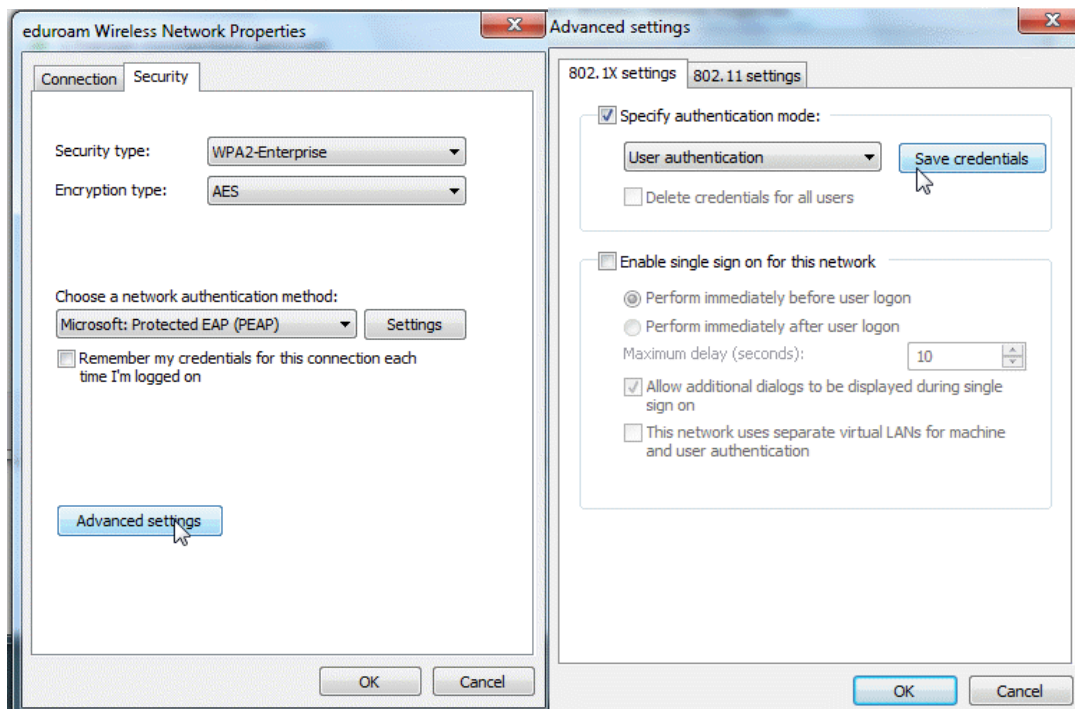 eduroam Wireless Network Properties
Connection
Security
Security type:
WPA2-Enterprise
Encryption type:
AES
Choose a network authentication method:
Microsoft: Protected EAP (PEAP)
Settings
Remember my credentials for this connection each
time I'm logged on
Advanced settings
OK
Cancel
Advanced settings
802.1X settings
802.11 settings
Specify authentication mode:
User authentication
Save credentials
Delete credentials for all users
Enable single sign on for this network
Perform immediately before user logon
Perform immediately after user logon
Maximum delay (seconds):
10
Allow additional dialogs to be displayed during single
sign on
This network uses separate virtual LANs for machine
and user authentication
OK
Cancel